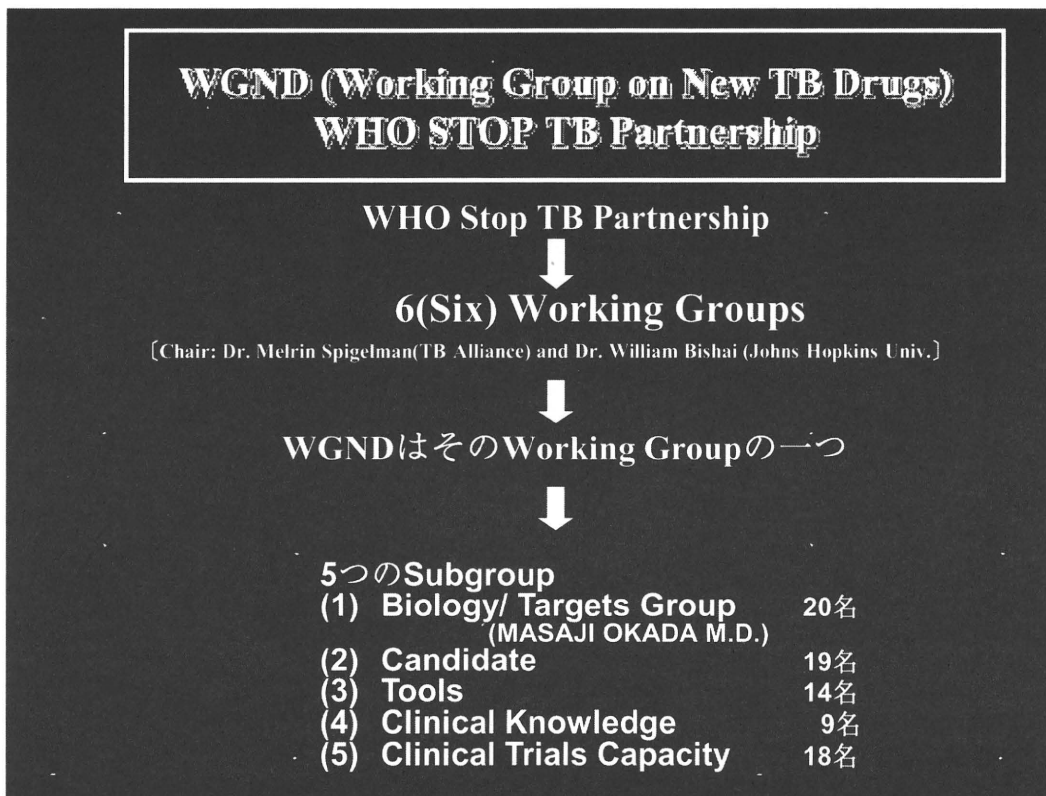 WGND (Working Group on New TB Drugs)
WHO STOP TB Partnership
WHO Stop TB Partnership
6(Six) Working Groups
〔Chair: Dr. Melrin Spigelman(TB Alliance) and Dr. William Bishai (Johns Hopkins Univ.〕
WGNDはそのWorking Groupの一つ
5つのSubgroup
(1) Biology/ Targets Group 20名
(MASAJI OKADA M.D.)
(2) Candidate 19名
(3) Tools 14名
(4) Clinical Knowledge 9名
(5) Clinical Trials Capacity 18名